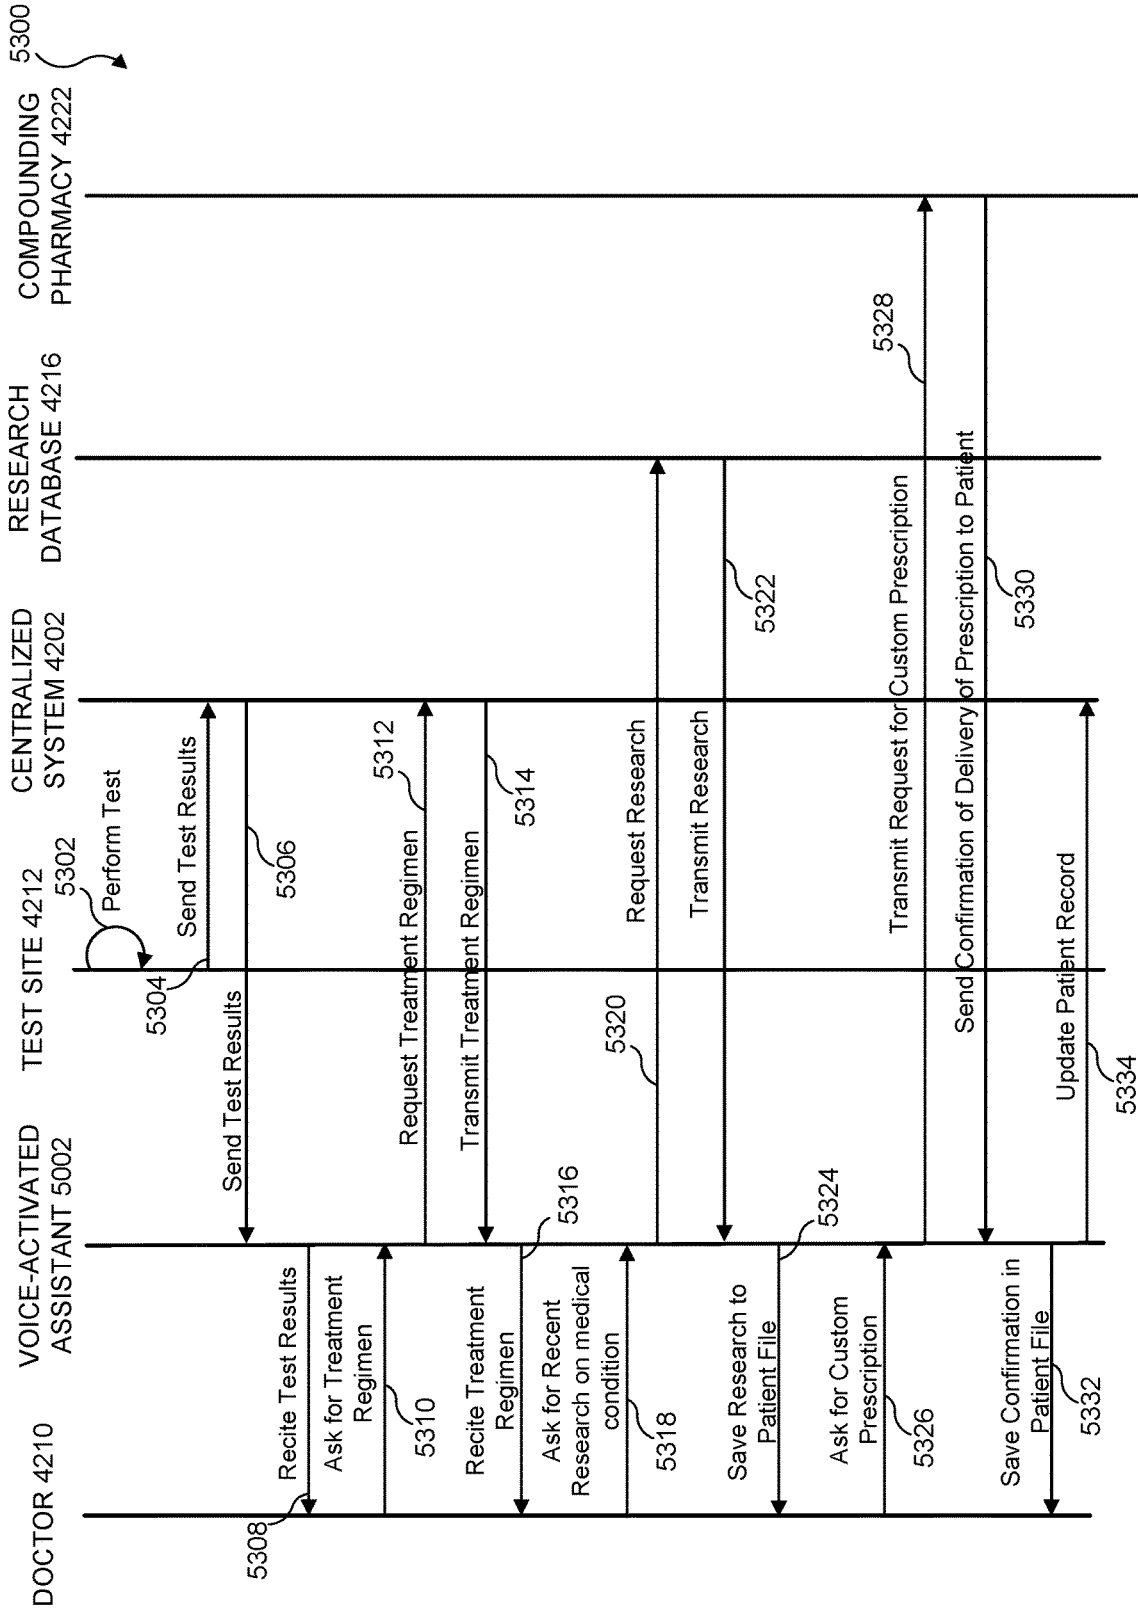 5300
DOCTOR 4210
VOICE-ACTIVATED
ASSISTANT 5002
TEST SITE 4212
CENTRALIZED
SYSTEM 4202
RESEARCH
DATABASE 4216
COMPOUNDING
PHARMACY 4222
5302
Perform Test
5304
Send Test Results
Send Test Results
5306
5308
Recite Test Results
Ask for Treatment
Regimen
5310
Request Treatment Regimen
5312
Transmit Treatment Regimen
5314
Recite Treatment
Regimen
5316
Ask for Recent
Research on medical
condition
5318
5320
Request Research
Transmit Research
5322
Save Research to
Patient File
5324
Ask for Custom
Prescription
5326
Transmit Request for Custom Prescription
5328
Send Confirmation of Delivery of Prescription to Patient
5330
Save Confirmation in
Patient File
5332
Update Patient Record
5334